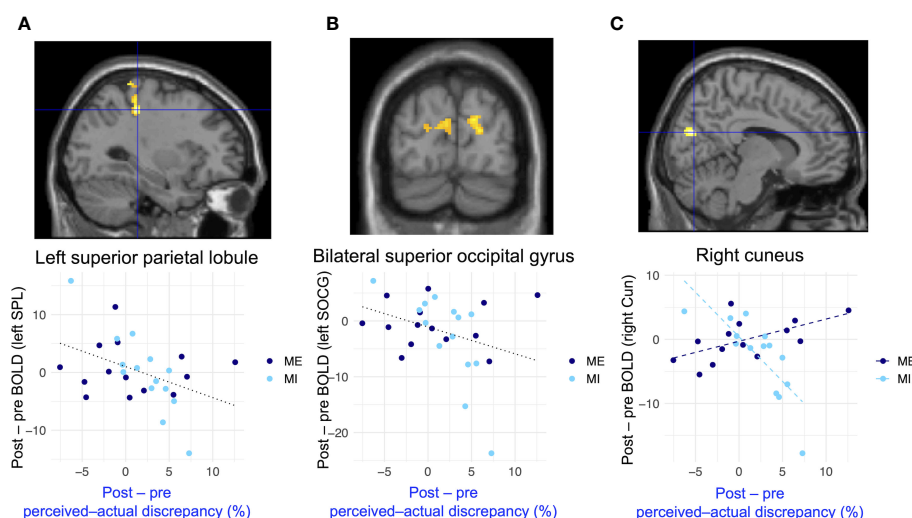 A
B
C
Left superior parietal lobule
Bilateral superior occipital gyrus
Right cuneus
Post – pre BOLD (left SPL)
10
0
−10
−5
0
5
10
Post – pre
perceived–actual discrepancy (%)
ME
MI
Post – pre BOLD (left SOCG)
0
−10
−20
−5
0
5
10
Post – pre
perceived–actual discrepancy (%)
ME
MI
Post – pre BOLD (right Cun)
10
0
−10
−5
0
5
10
Post – pre
perceived–actual discrepancy (%)
ME
MI